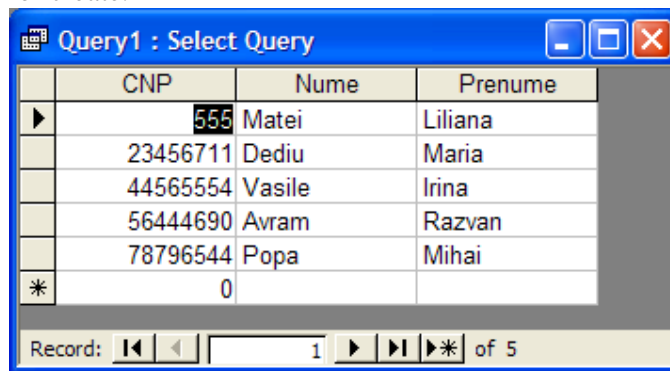 Query1 : Select Query
CNP Nume Prenume
555 Matei Liliana
23456711 Dediu Maria
44565554 Vasile Irina
56444690 Avram Razvan
78796544 Popa Mihai
0
Record: 1 of 5